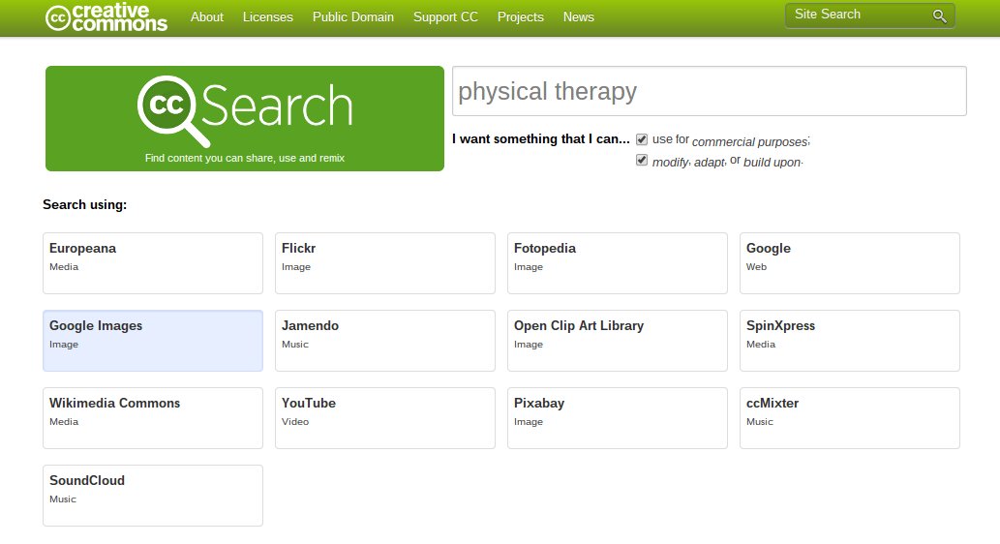 cc creative commons
About Licenses Public Domain Support CC Projects News
Site Search
CC Search
Find content you can share, use and remix
physical therapy
I want something that I can... use for commercial purposes;
modify, adapt, or build upon.
Search using:
Europeana
Media
Flickr
Image
Fotopedia
Image
Google
Web
Google Images
Image
Jamendo
Music
Open Clip Art Library
Image
SpinXpress
Media
Wikimedia Commons
Media
YouTube
Video
Pixabay
Image
ccMixter
Music
SoundCloud
Music